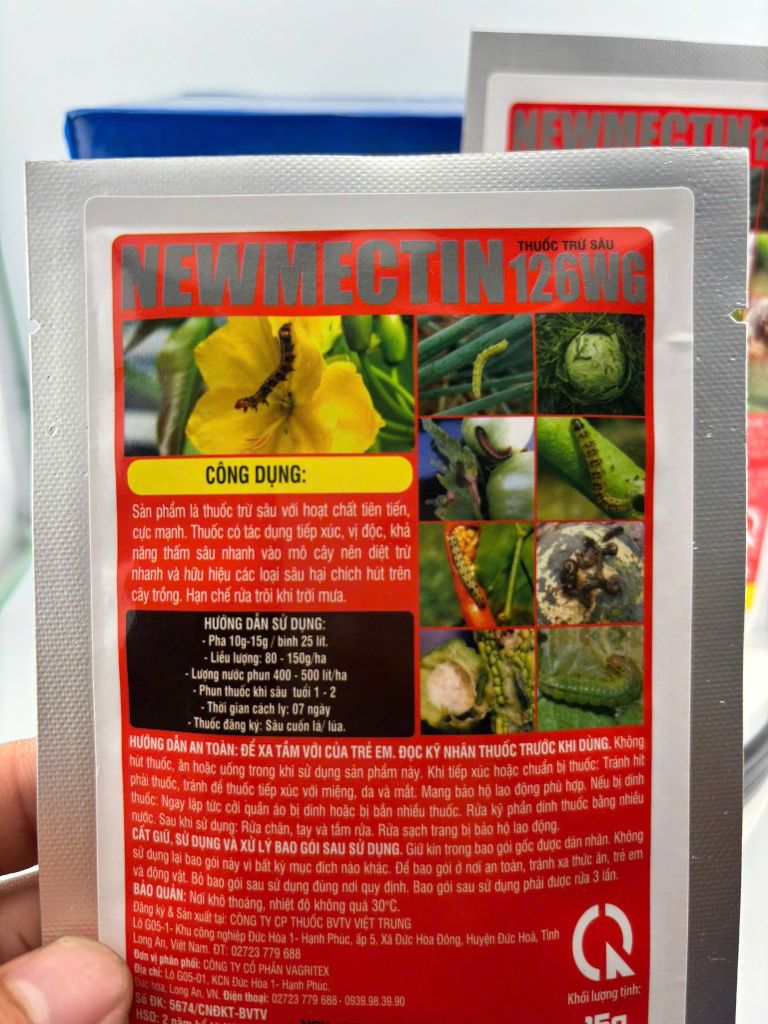 NEWMECTIN
THUỐC TRỪ SÂU
NEWMECTIN 126WG
CÔNG DỤNG:
Sản phẩm là thuốc trừ sâu với hoạt chất tiên tiến,
cực mạnh. Thuốc có tác dụng tiếp xúc, vị độc, khả
năng thấm sâu nhanh vào mô cây nên diệt trừ
nhanh và hữu hiệu các loại sâu hại chích hút trên
cây trồng. Hạn chế rửa trôi khi trời mưa.
HƯỚNG DẪN SỬ DỤNG:
- Pha 10g-15g / bình 25 lít.
- Liều lượng: 80 - 150g/ha
- Lượng nước phun 400 - 500 lít/ha
- Phun thuốc khi sâu tuổi 1 - 2
- Thời gian cách ly: 07 ngày
- Thuốc đăng ký: Sâu cuốn lá/ lúa.
HƯỚNG DẪN AN TOÀN: ĐỂ XA TẦM VỚI CỦA TRẺ EM. ĐỌC KỸ NHÃN THUỐC TRƯỚC KHI DÙNG. Không
hút thuốc, ăn hoặc uống trong khi sử dụng sản phẩm này. Khi tiếp xúc hoặc chuẩn bị thuốc: Tránh hít
phải thuốc, tránh để thuốc tiếp xúc với miệng, da và mắt. Mang bảo hộ lao động phù hợp. Nếu bị dính
thuốc: Ngay lập tức cởi quần áo bị dính hoặc bị bắn nhiều thuốc. Rửa kỹ phần dính thuốc bằng nhiều
nước. Sau khi sử dụng: Rửa chân, tay và tắm rửa. Rửa sạch trang bị bảo hộ lao động.
CẤT GIỮ, SỬ DỤNG VÀ XỬ LÝ BAO GÓI SAU SỬ DỤNG. Giữ kín trong bao gói gốc được dán nhãn. Không
sử dụng lại bao gói này vì bất kỳ mục đích nào khác. Để bao gói ở nơi an toàn, tránh xa thức ăn, trẻ em
và động vật. Bỏ bao gói sau sử dụng đúng nơi quy định. Bao gói sau sử dụng phải được rửa 3 lần.
BẢO QUẢN: Nơi khô thoáng, nhiệt độ không quá 30°C.
Đăng ký & Sản xuất tại: CÔNG TY CP THUỐC BVTV VIỆT TRUNG
Lô G05-1- Khu công nghiệp Đức Hòa 1- Hạnh Phúc, ấp 5, Xã Đức Hòa Đông, Huyện Đức Hoà, Tỉnh
Long An, Việt Nam. ĐT: 02723 779 688
Đơn vị phân phối: CÔNG TY CỔ PHẦN VAGRITEX
Địa chỉ: Lô G05-01, KCN Đức Hòa 1- Hạnh Phúc.
Đức hòa, Long An, VN. Điện thoại: 02723 779 688- 0939.98.39.90
Số ĐK: 5674/CNĐKT-BVTV
HSD: 2 năm kể từ
Khối lượng tịnh:
15g